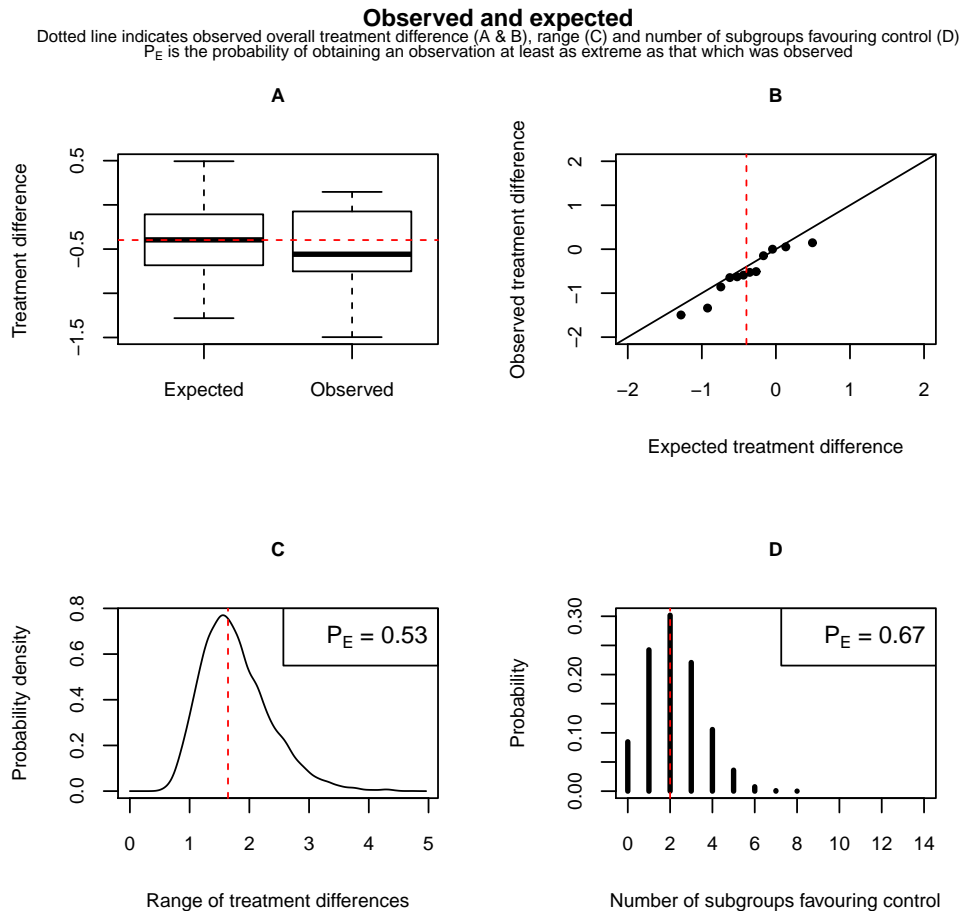 Observed and expected
Dotted line indicates observed overall treatment difference (A & B), range (C) and number of subgroups favouring control (D)
P_E is the probability of obtaining an observation at least as extreme as that which was observed
A
Treatment difference
0.5
−0.5
−1.5
Expected Observed
B
Observed treatment difference
2
1
0
−1
−2
−2 −1 0 1 2
Expected treatment difference
C
Probability density
0.8
0.6
0.4
0.2
0.0
P_E = 0.53
0 1 2 3 4 5
Range of treatment differences
D
Probability
0.30
0.20
0.10
0.00
P_E = 0.67
0 2 4 6 8 10 12 14
Number of subgroups favouring control